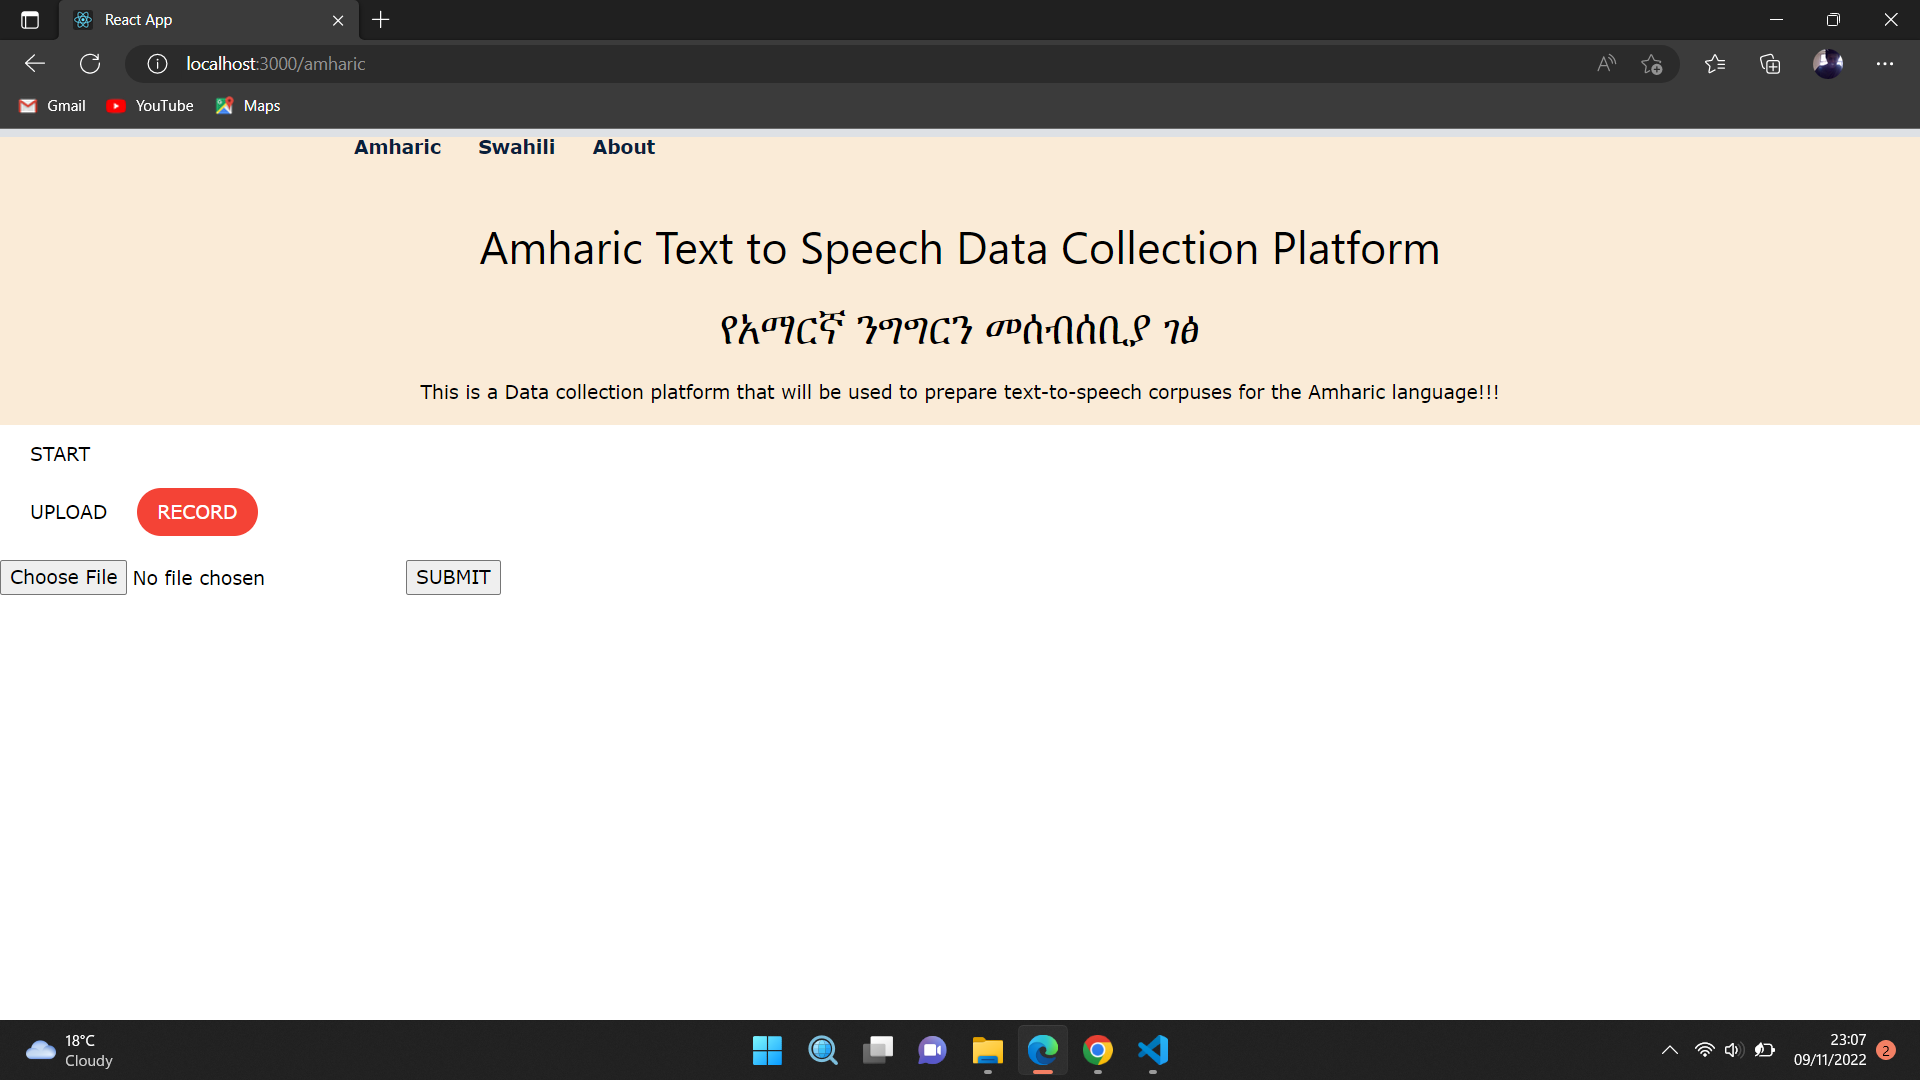 React App
localhost:3000/amharic
Gmail YouTube Maps
Amharic Swahili About
Amharic Text to Speech Data Collection Platform
የአማርኛ ንግግርን መሰብሰቢያ ገፅ
This is a Data collection platform that will be used to prepare text-to-speech corpuses for the Amharic language!!!
START
UPLOAD RECORD
Choose File No file chosen SUBMIT
18°C
Cloudy
23:07
09/11/2022
2